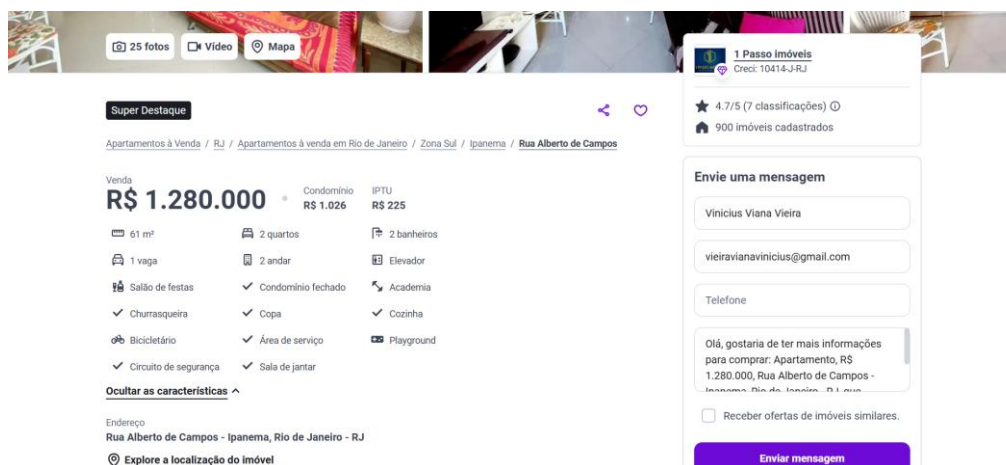 25 fotos
Vídeo
Mapa
Super Destaque
Apartamentos à Venda / RJ / Apartamentos à venda em Rio de Janeiro / Zona Sul / Ipanema / Rua Alberto de Campos
Venda
R$ 1.280.000
Condomínio
R$ 1.026
IPTU
R$ 225
61 m²
2 quartos
2 banheiros
1 vaga
2 andar
Elevador
Salão de festas
Condomínio fechado
Academia
Churrasqueira
Copa
Cozinha
Bicicletário
Área de serviço
Playground
Circuito de segurança
Sala de jantar
Ocultar as características
Endereço
Rua Alberto de Campos - Ipanema, Rio de Janeiro - RJ
Explore a localização do imóvel
1 Passo imóveis
Creci: 10414-J-RJ
4.7/5 (7 classificações)
900 imóveis cadastrados
Envie uma mensagem
Vinicius Viana Vieira
vieiravianavinicius@gmail.com
Telefone
Olá, gostaria de ter mais informações
para comprar: Apartamento, R$
1.280.000, Rua Alberto de Campos -
Ipanema, Rio de Janeiro - RJ, que
Receber ofertas de imóveis similares.
Enviar mensagem